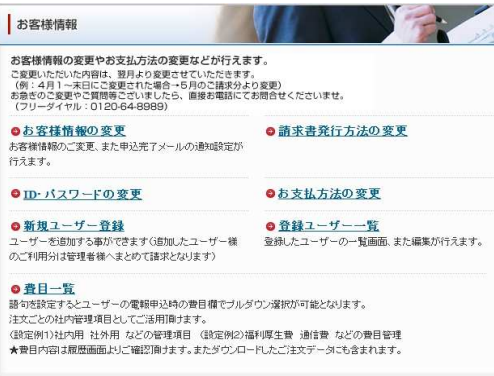 お客様情報
お客様情報の変更やお支払方法の変更などが行えます。
ご変更いただいた内容は、翌月より変更させていただきます。
(例：4月1～末日にご変更された場合→5月のご請求分より変更)
お急ぎのご変更やご質問等ございましたら、直接お電話にてお問合せくださいませ。
(フリーダイヤル：0120-64-8989)
お客様情報の変更
お客様情報のご変更、また申込完了メールの通知設定が
行えます。
請求書発行方法の変更
ID・パスワードの変更
お支払方法の変更
新規ユーザー登録
ユーザーを追加する事ができます(追加したユーザー様
のご利用分は管理者様へまとめて請求となります)
登録ユーザー一覧
登録したユーザーの一覧画面、また編集が行えます。
費目一覧
語句を設定するとユーザーの電報申込時の費目欄でプルダウン選択が可能となります。
注文ごとの社内管理項目としてご活用頂けます。
(設定例1)社内用 社外用 などの管理項目 (設定例2)福利厚生費 通信費 などの費目管理
★費目内容は履歴画面よりご確認頂けます。またダウンロードしたご注文データにも含まれます。